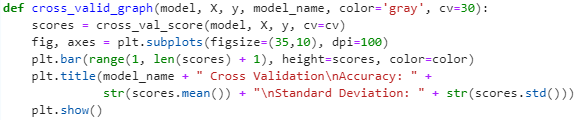 def cross_valid_graph(model, X, y, model_name, color='gray', cv=30):
    scores = cross_val_score(model, X, y, cv=cv)
    fig, axes = plt.subplots(figsize=(35,10), dpi=100)
    plt.bar(range(1, len(scores) + 1), height=scores, color=color)
    plt.title(model_name + " Cross Validation\nAccuracy: " +
              str(scores.mean()) + "\nStandard Deviation: " + str(scores.std()))
    plt.show()